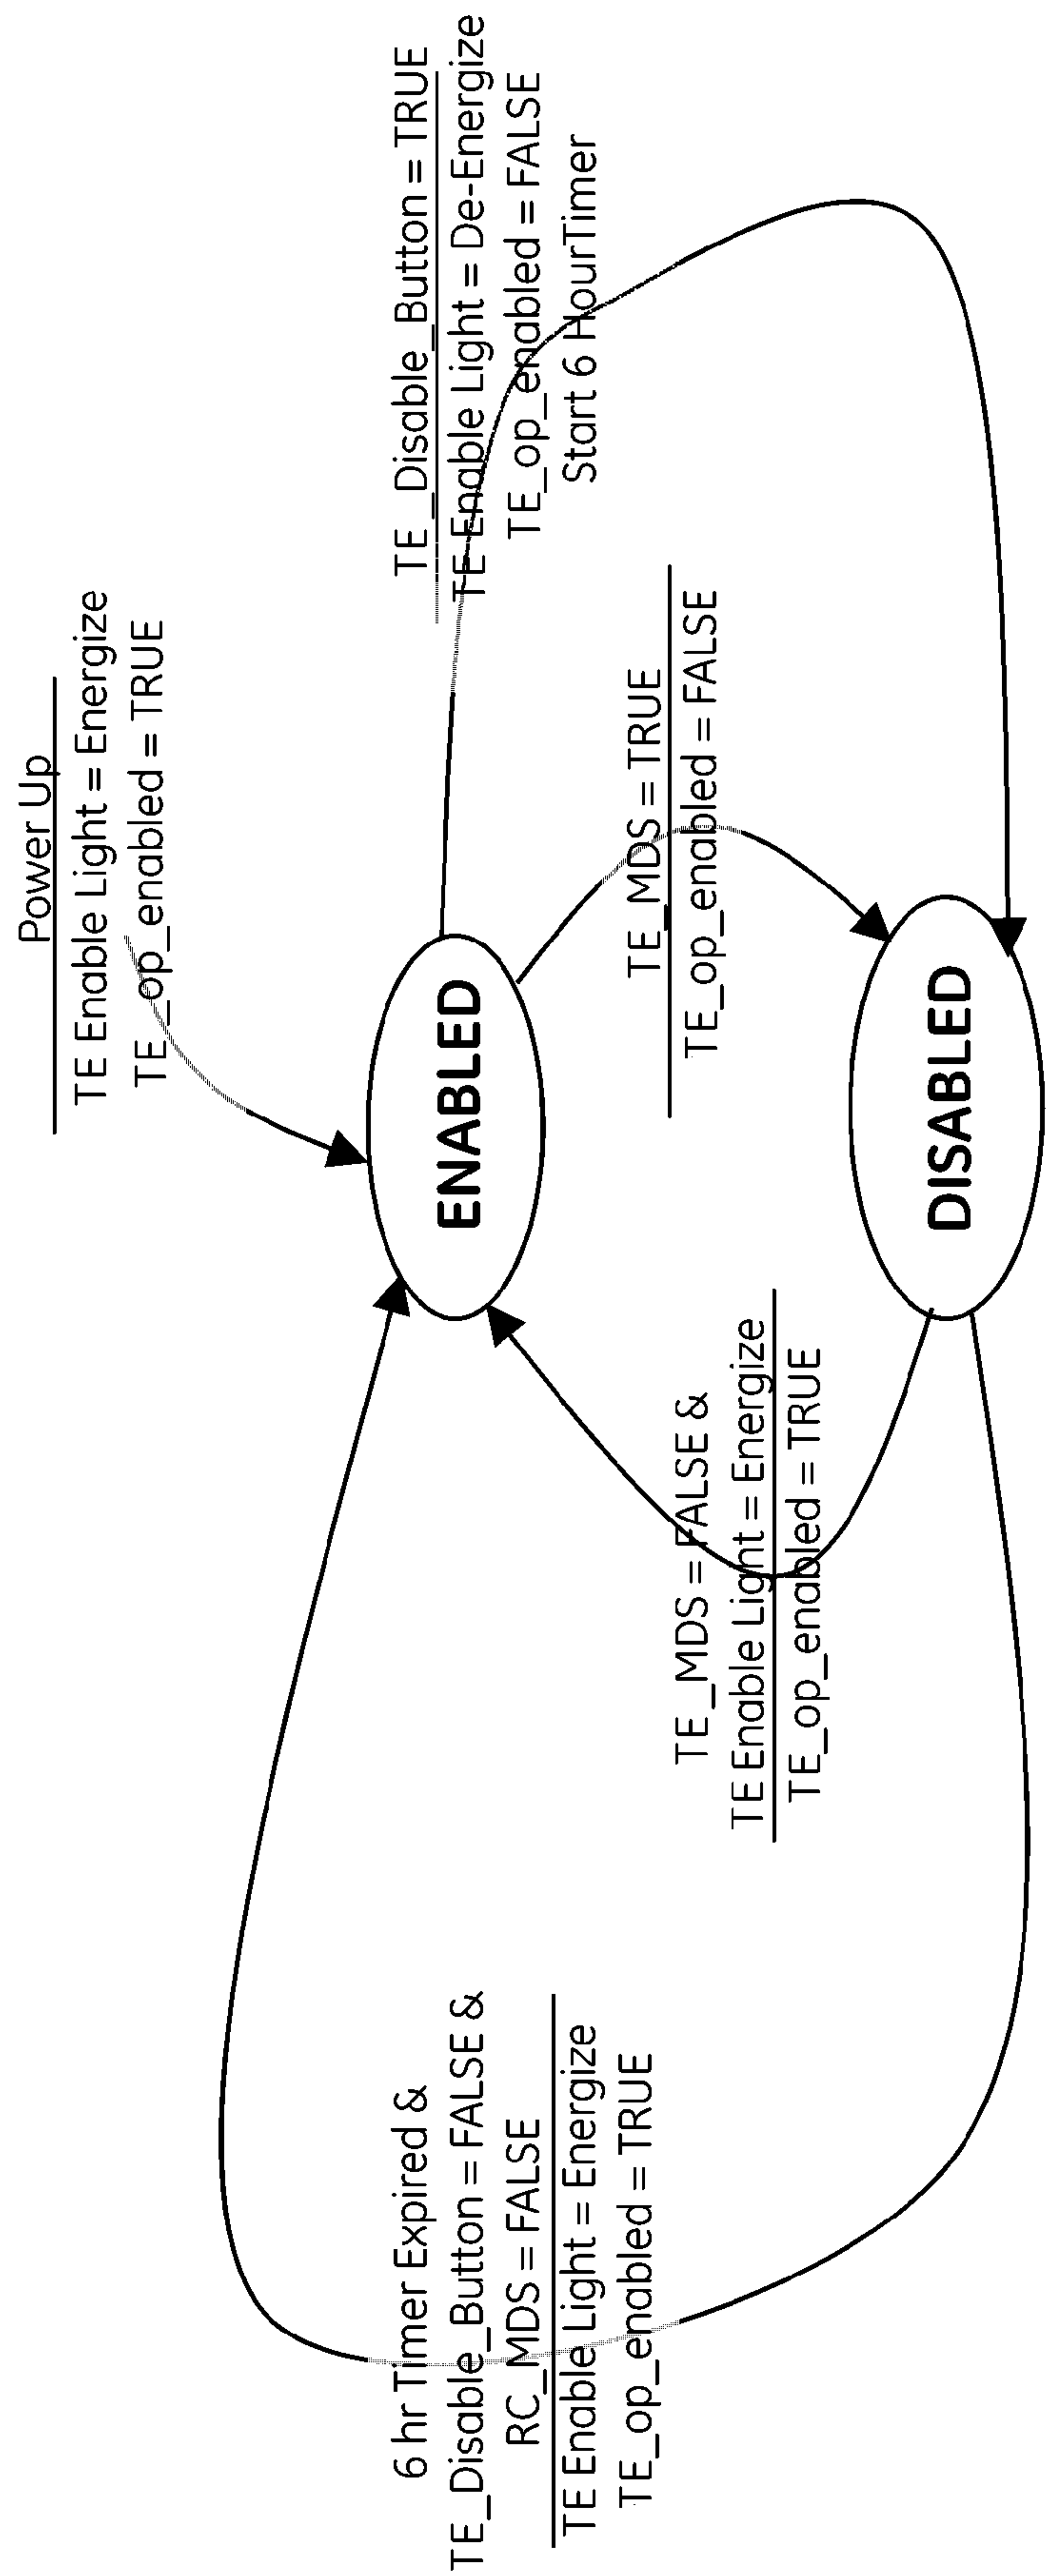 Power Up
TE Enable Light = Energize
TE_op_enabled = TRUE
6 hr Timer Expired &
TE_Disable_Button = FALSE &
RC_MDS = FALSE
TE Enable Light = Energize
TE_op_enabled = TRUE
ENABLED
TE_Disable_Button = TRUE
TE Enable Light = De-Energize
TE_op_enabled = FALSE
Start 6 HourTimer
TE_MDS = FALSE &
TE Enable Light = Energize
TE_op_enabled = TRUE
TE_MDS = TRUE
TE_op_enabled = FALSE
DISABLED